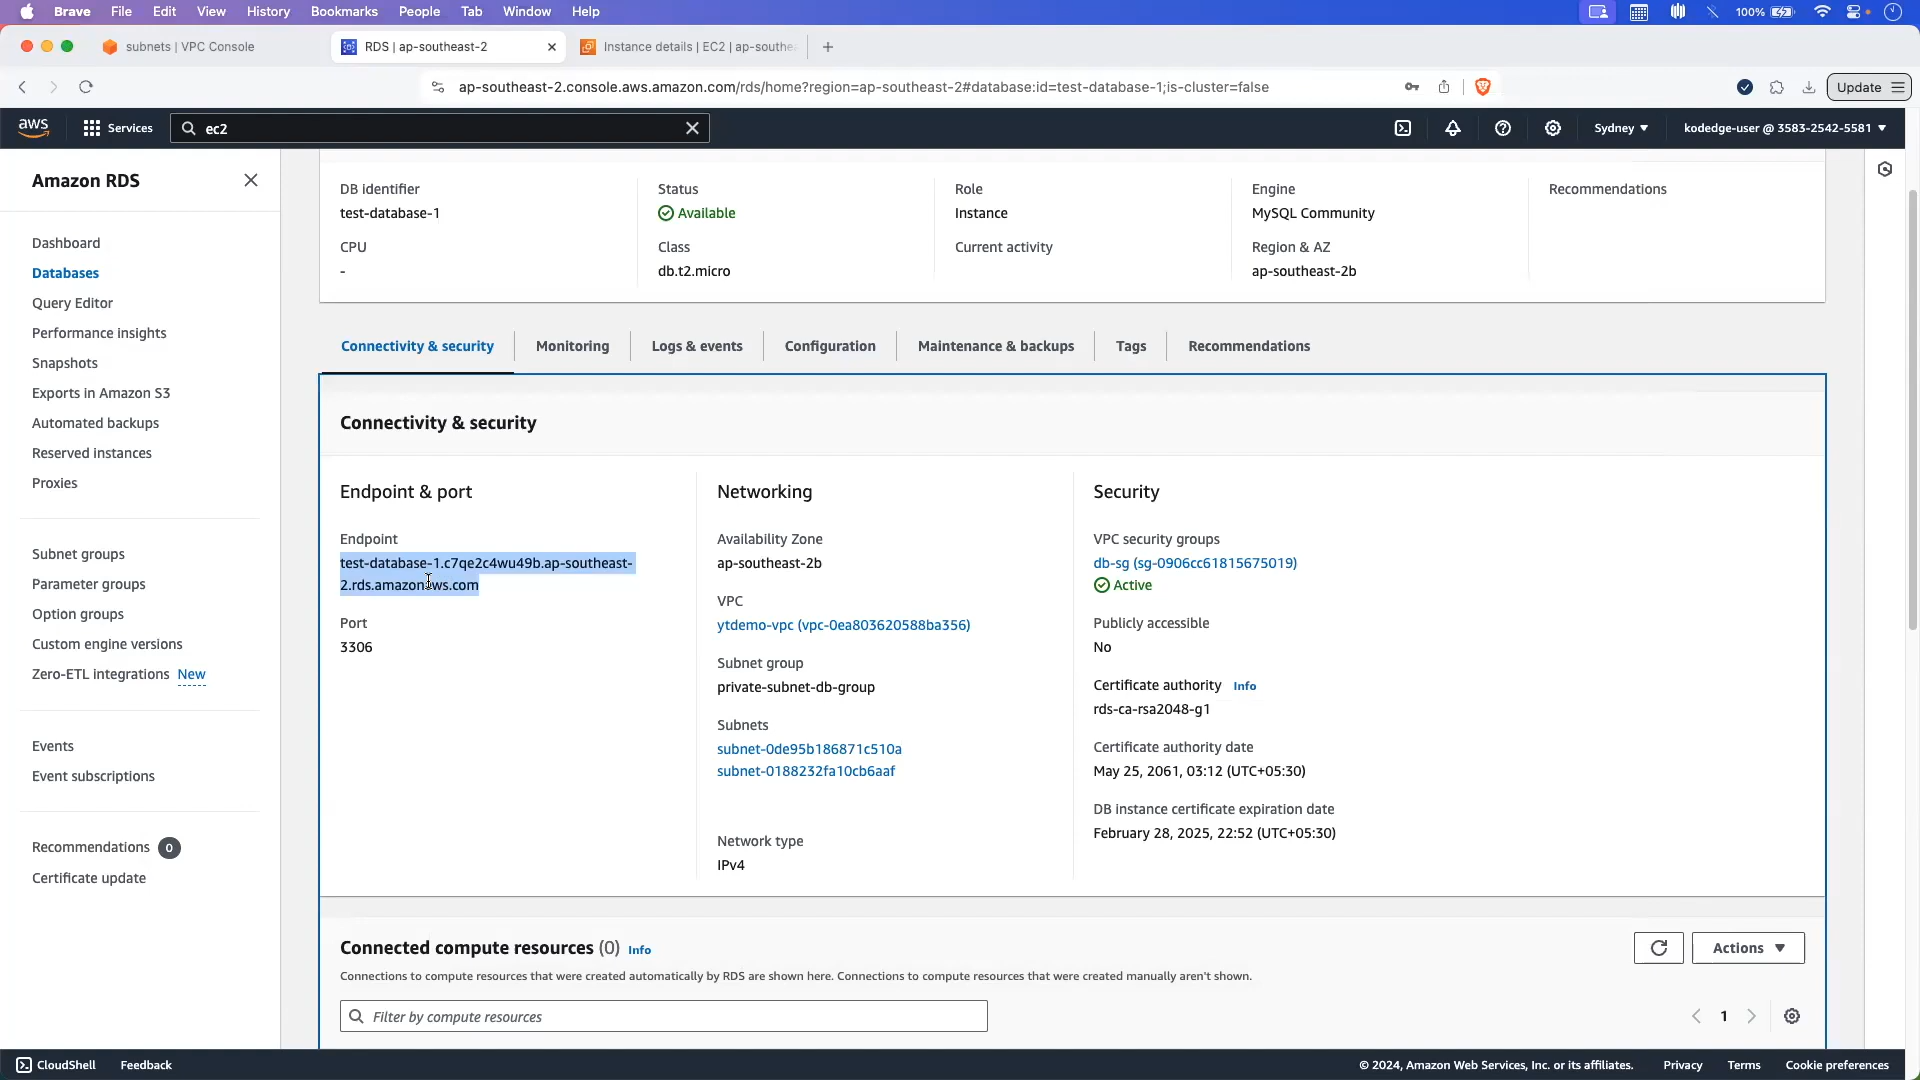 Brave File Edit View History Bookmarks People Tab Window Help 100%
subnets | VPC Console
RDS | ap-southeast-2
Instance details | EC2 | ap-southe
ap-southeast-2.console.aws.amazon.com/rds/home?region=ap-southeast-2#database:id=test-database-1;is-cluster=false
Update
aws Services ec2 Sydney kodedge-user @ 3583-2542-5581
Amazon RDS
Dashboard
Databases
Query Editor
Performance insights
Snapshots
Exports in Amazon S3
Automated backups
Reserved instances
Proxies
Subnet groups
Parameter groups
Option groups
Custom engine versions
Zero-ETL integrations New
Events
Event subscriptions
Recommendations 0
Certificate update
DB identifier
test-database-1
CPU
-
Status
Available
Class
db.t2.micro
Role
Instance
Current activity
Engine
MySQL Community
Region & AZ
ap-southeast-2b
Recommendations
Connectivity & security Monitoring Logs & events Configuration Maintenance & backups Tags Recommendations
Connectivity & security
Endpoint & port
Endpoint
test-database-1.c7qe2c4wu49b.ap-southeast-
2.rds.amazonaws.com
Port
3306
Networking
Availability Zone
ap-southeast-2b
VPC
ytdemo-vpc (vpc-0ea803620588ba356)
Subnet group
private-subnet-db-group
Subnets
subnet-0de95b186871c510a
subnet-0188232fa10cb6aaf
Network type
IPv4
Security
VPC security groups
db-sg (sg-0906cc61815675019)
Active
Publicly accessible
No
Certificate authority Info
rds-ca-rsa2048-g1
Certificate authority date
May 25, 2061, 03:12 (UTC+05:30)
DB instance certificate expiration date
February 28, 2025, 22:52 (UTC+05:30)
Connected compute resources (0) Info
Actions
Connections to compute resources that were created automatically by RDS are shown here. Connections to compute resources that were created manually aren't shown.
Filter by compute resources
1
CloudShell Feedback © 2024, Amazon Web Services, Inc. or its affiliates. Privacy Terms Cookie preferences